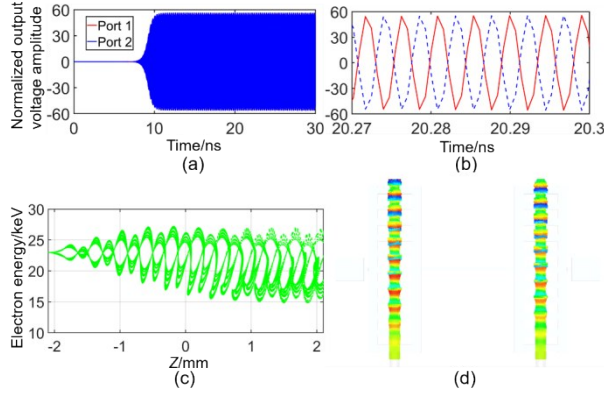 Normalized output
voltage amplitude
60
30
0
-30
-60
Port 1
Port 2
0
10
20
30
Time/ns
(a)
60
30
0
-30
-60
20.27
20.28
20.29
20.3
Time/ns
(b)
Electron energy/keV
30
25
20
15
10
-2
-1
0
1
2
Z/mm
(c)
(d)